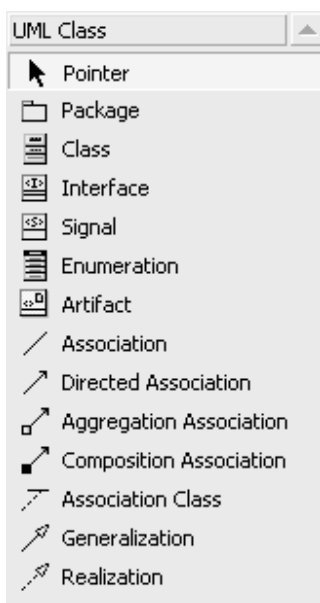 UML Class
Pointer
Package
Class
Interface
Signal
Enumeration
Artifact
Association
Directed Association
Aggregation Association
Composition Association
Association Class
Generalization
Realization